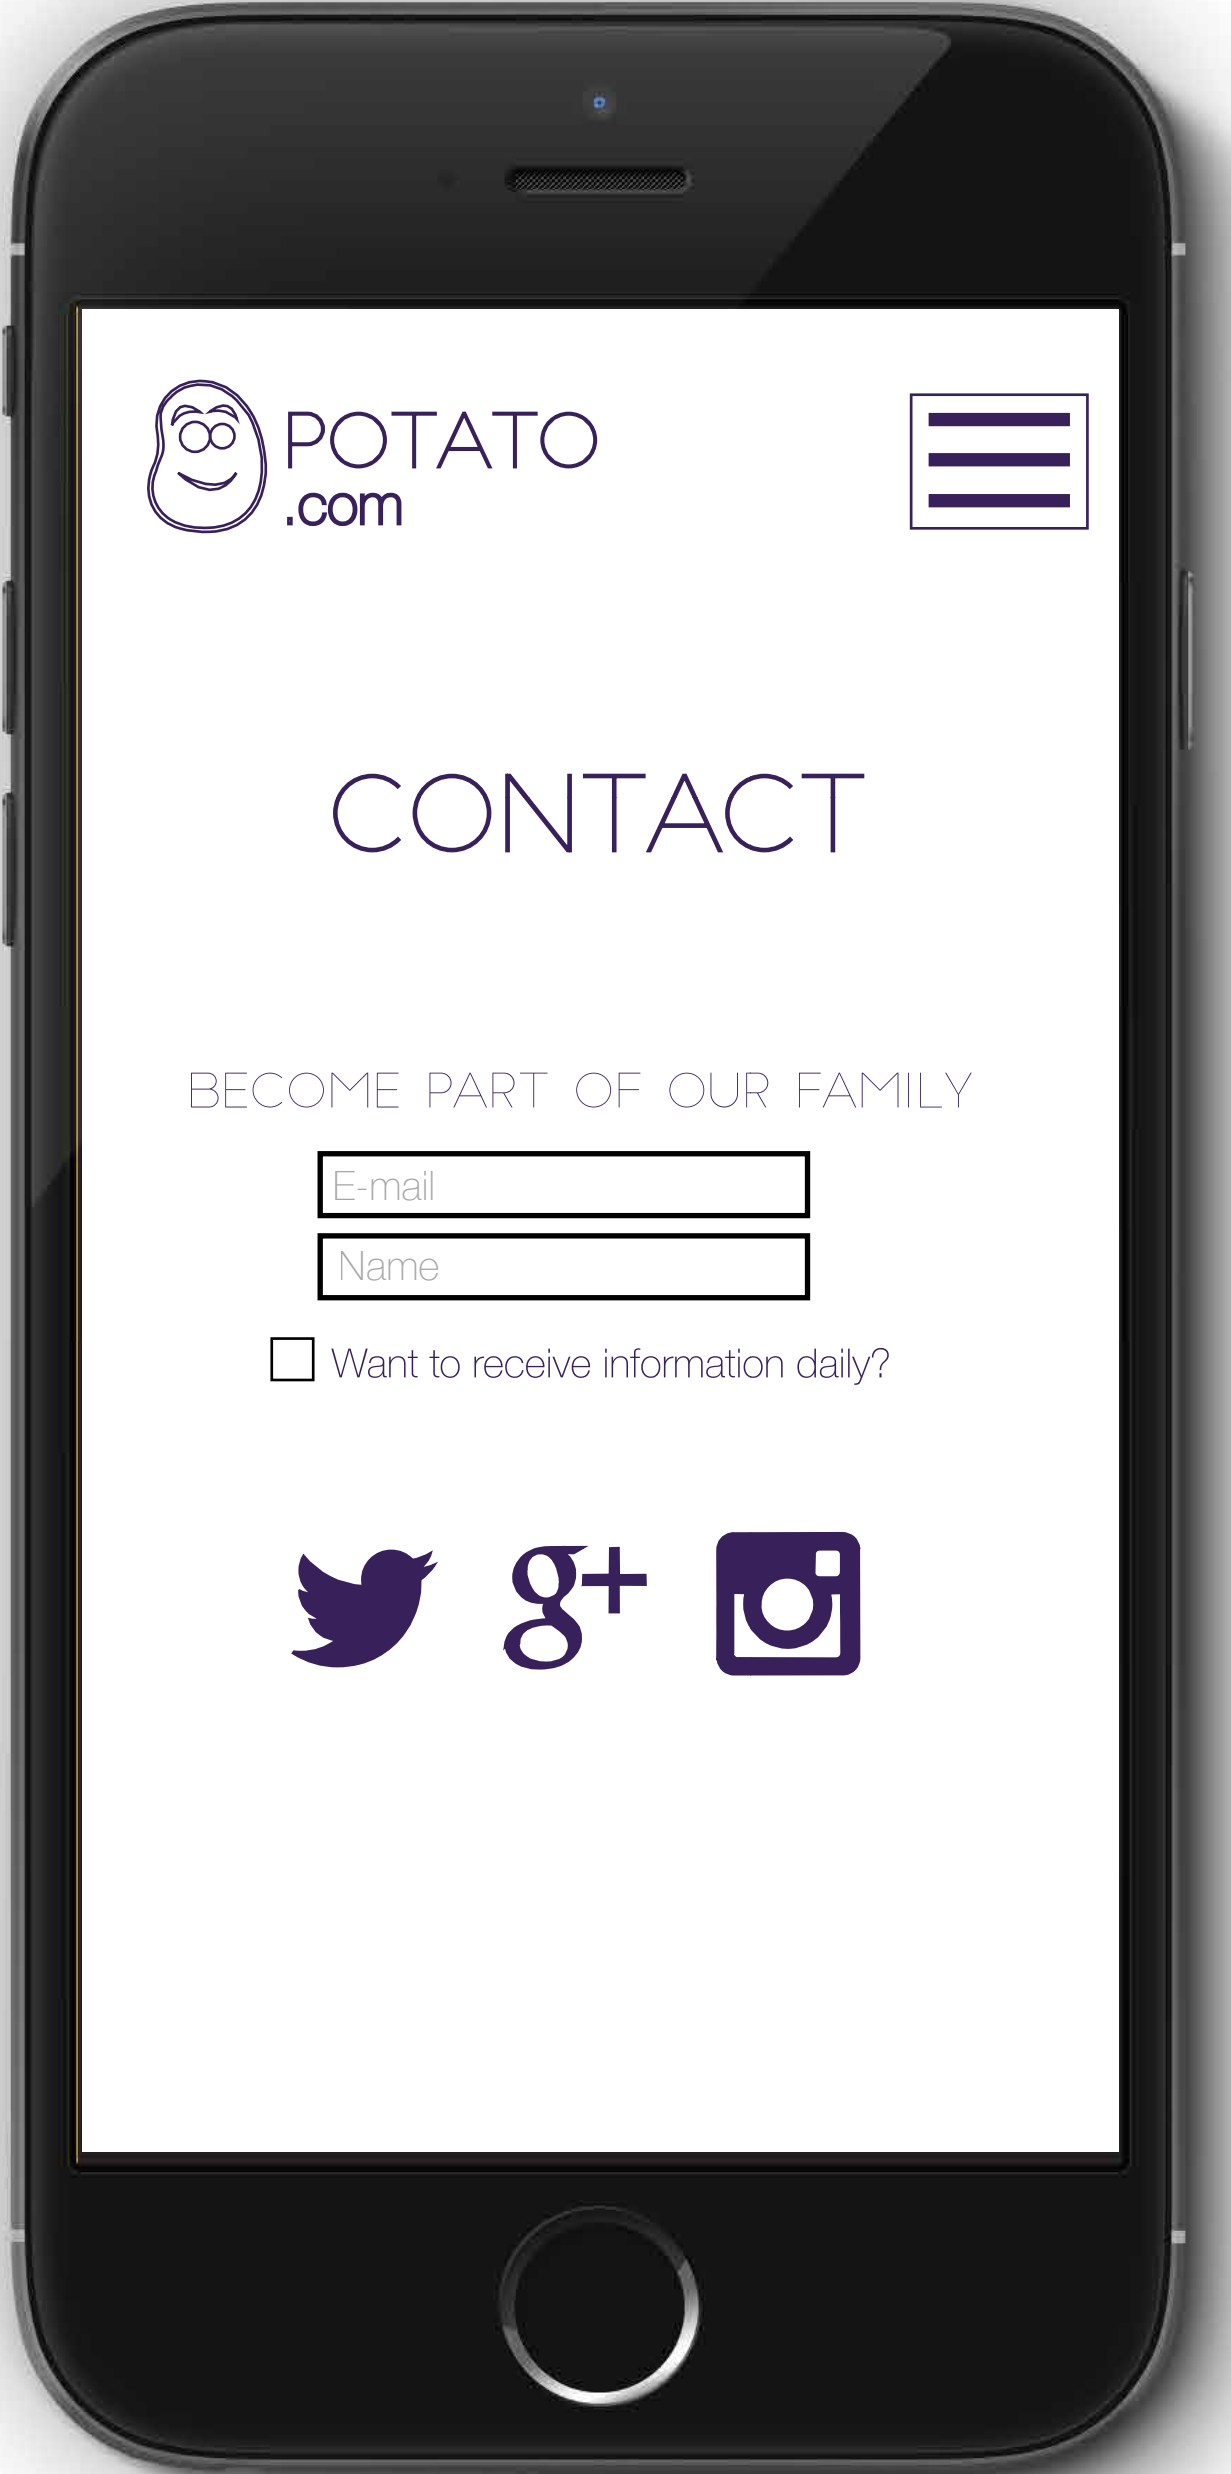 POTATO
.com
CONTACT
BECOME PART OF OUR FAMILY
E-mail
Name
Want to receive information daily?
g+